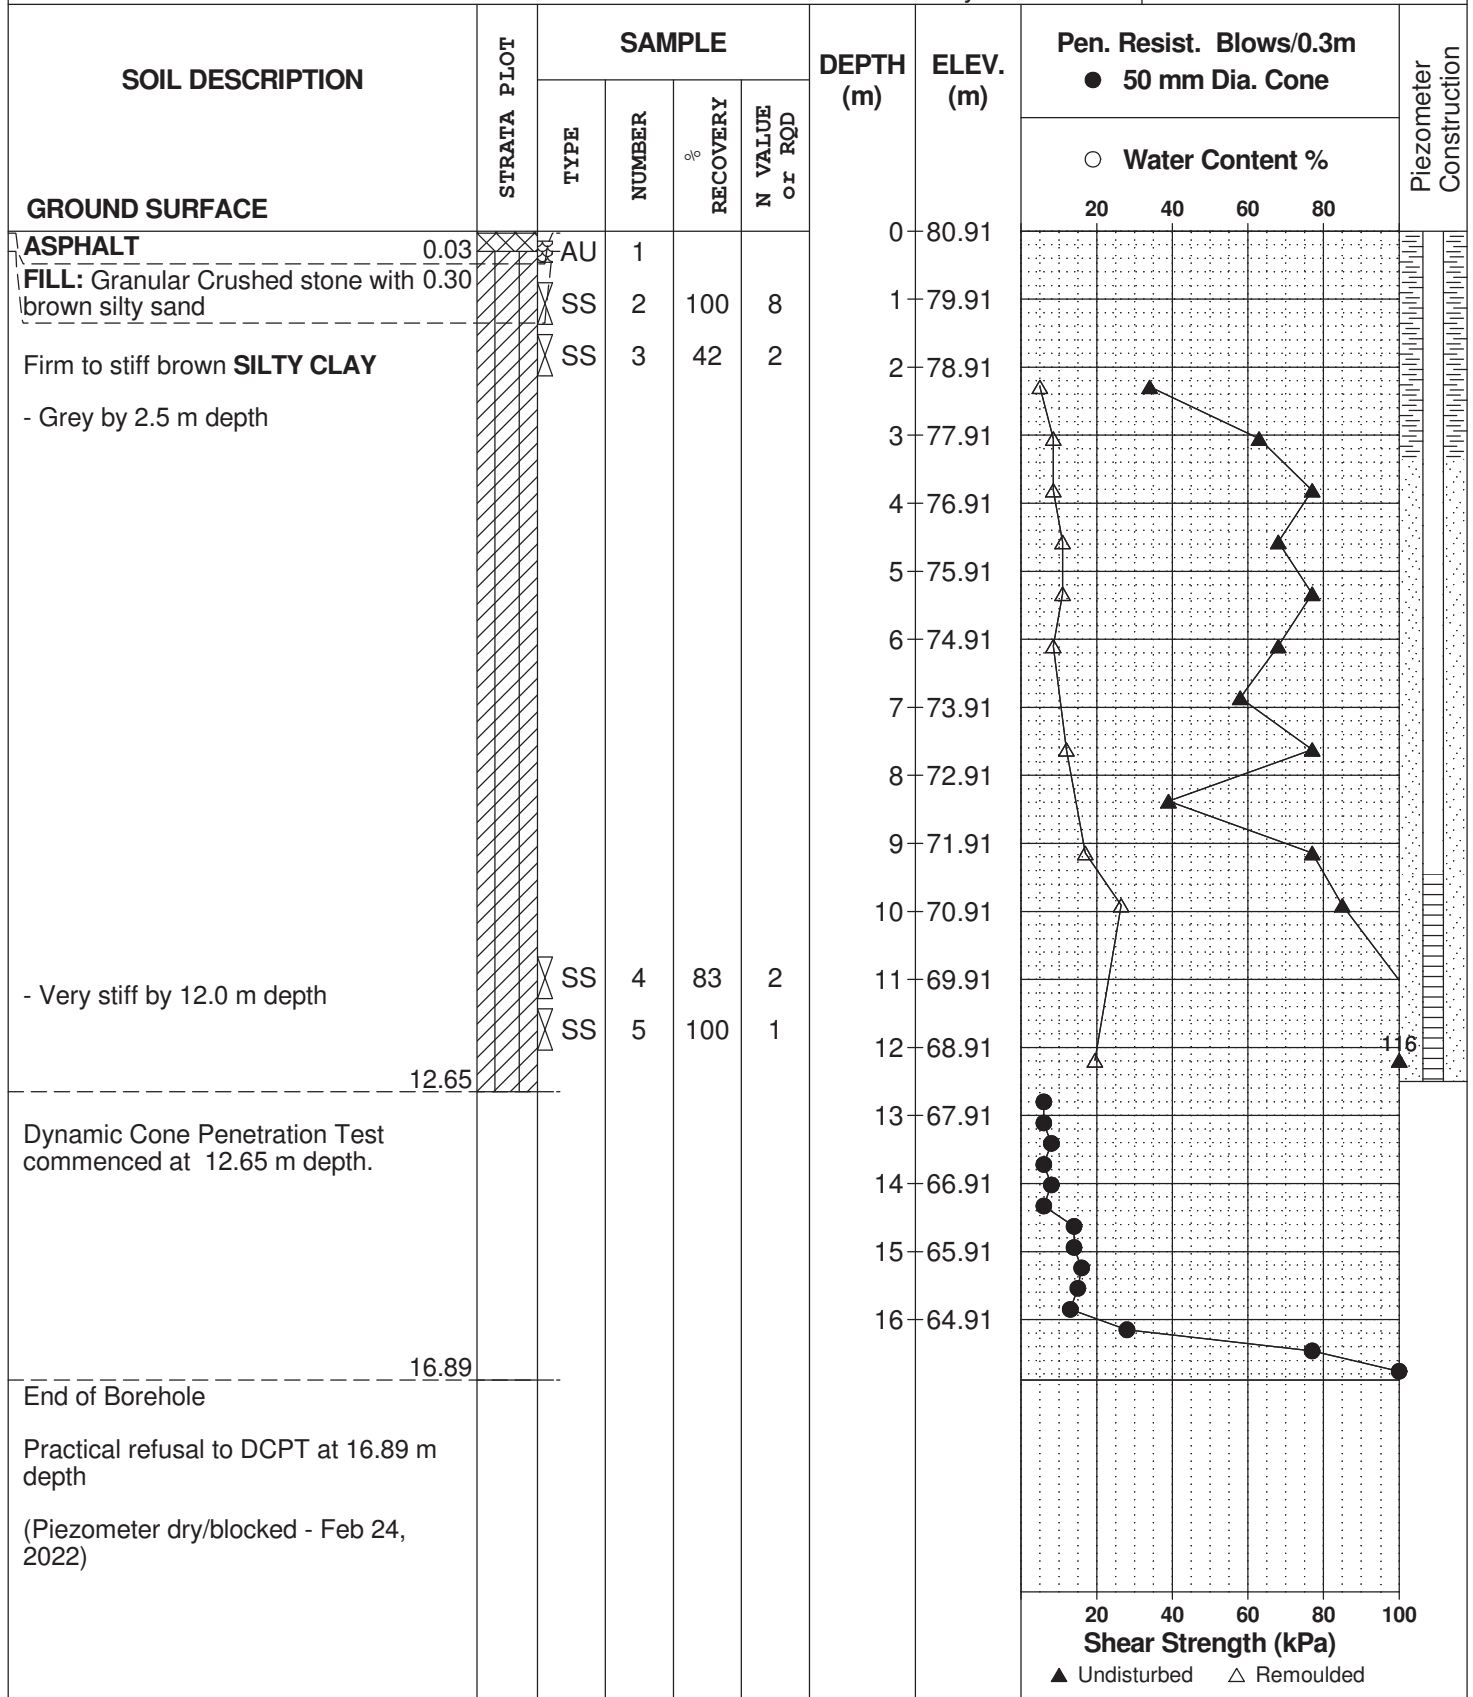 SOIL DESCRIPTION
GROUND SURFACE
STRATA PLOT
SAMPLE
TYPE
NUMBER
%
RECOVERY
N VALUE
or RQD
DEPTH
(m)
ELEV.
(m)
Pen. Resist. Blows/0.3m
● 50 mm Dia. Cone
○ Water Content %
20 40 60 80
Piezometer
Construction
ASPHALT 0.03
FILL: Granular Crushed stone with 0.30
brown silty sand
Firm to stiff brown SILTY CLAY
- Grey by 2.5 m depth
- Very stiff by 12.0 m depth
12.65
Dynamic Cone Penetration Test
commenced at 12.65 m depth.
16.89
End of Borehole
Practical refusal to DCPT at 16.89 m
depth
(Piezometer dry/blocked - Feb 24,
2022)
AU 1
SS 2 100 8
SS 3 42 2
SS 4 83 2
SS 5 100 1
0 80.91
1 79.91
2 78.91
3 77.91
4 76.91
5 75.91
6 74.91
7 73.91
8 72.91
9 71.91
10 70.91
11 69.91
12 68.91
13 67.91
14 66.91
15 65.91
16 64.91
116
20 40 60 80 100
Shear Strength (kPa)
▲ Undisturbed △ Remoulded